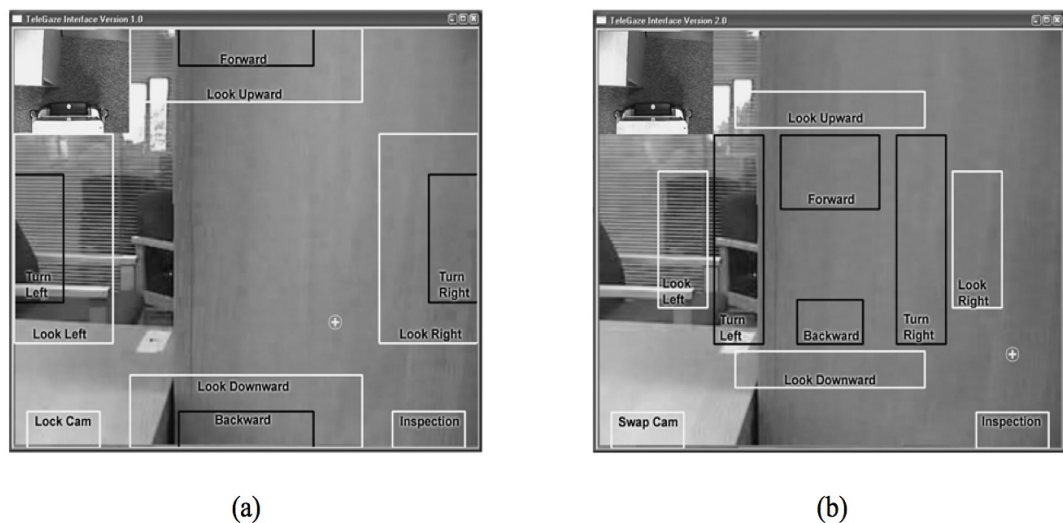 TeleGaze Interface Version 1.0
Forward
Look Upward
Turn
Left
Look Left
Turn
Right
Look Right
Look Downward
Backward
Lock Cam
Inspection
(a)
TeleGaze Interface Version 2.0
Look Upward
Forward
Look
Left
Turn
Left
Backward
Turn
Right
Look
Right
Look Downward
Swap Cam
Inspection
(b)